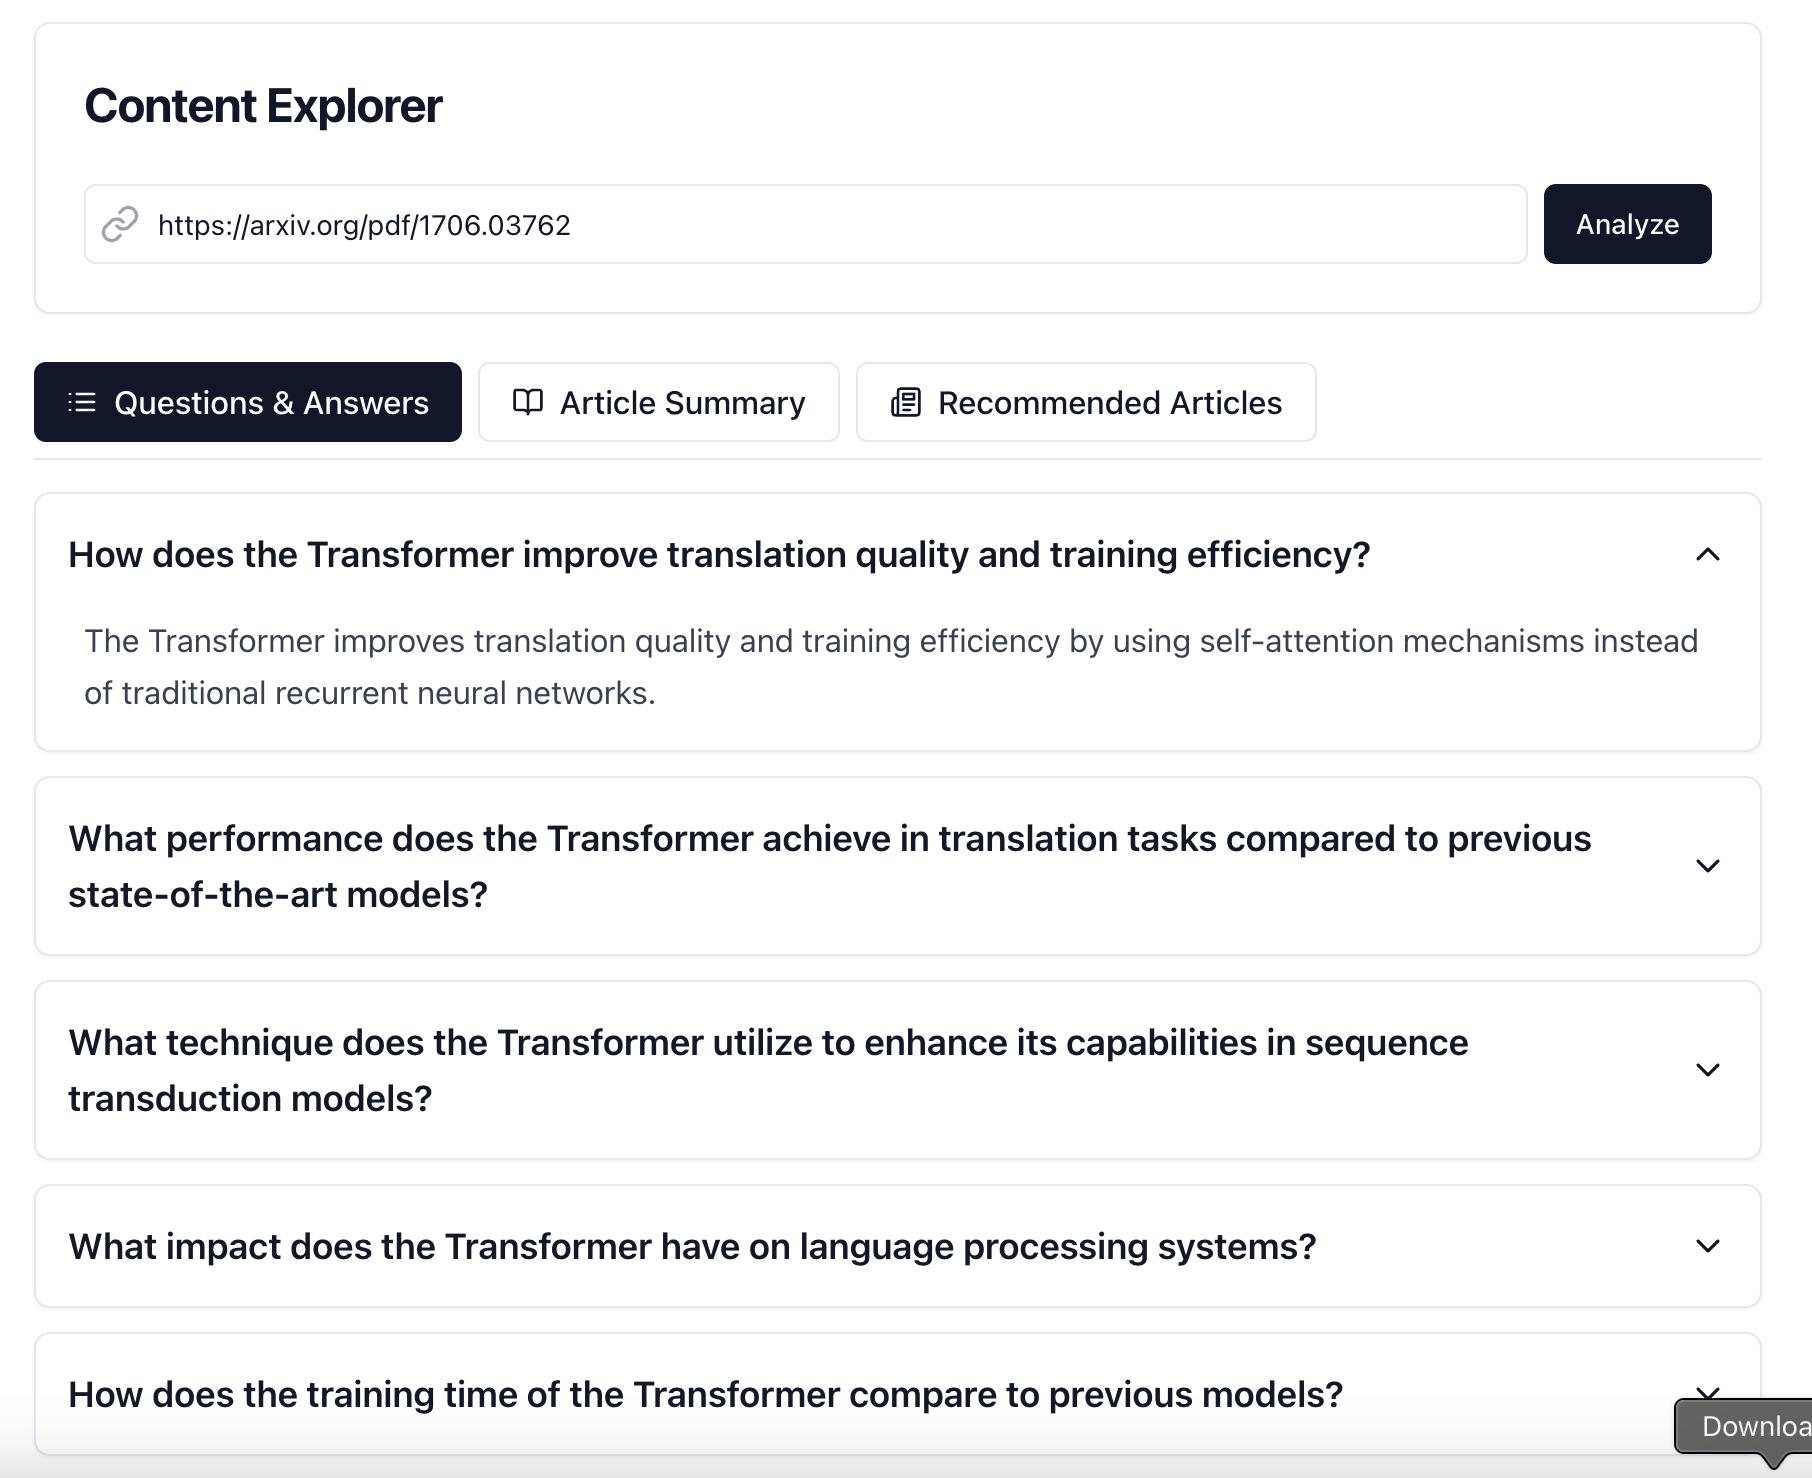 Content Explorer
https://arxiv.org/pdf/1706.03762
Analyze
Questions & Answers
Article Summary
Recommended Articles
How does the Transformer improve translation quality and training efficiency?
The Transformer improves translation quality and training efficiency by using self-attention mechanisms instead
of traditional recurrent neural networks.
What performance does the Transformer achieve in translation tasks compared to previous
state-of-the-art models?
What technique does the Transformer utilize to enhance its capabilities in sequence
transduction models?
What impact does the Transformer have on language processing systems?
How does the training time of the Transformer compare to previous models?
Downloa